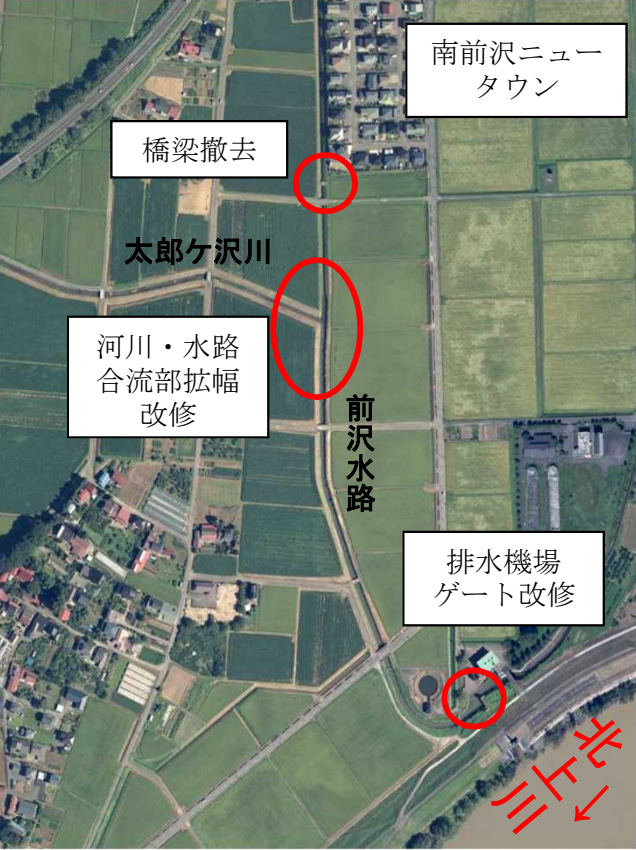 南前沢ニュー
タウン
橋梁撤去
太郎ケ沢川
河川・水路
合流部拡幅
改修
前沢水路
排水機場
ゲート改修
北上川
→